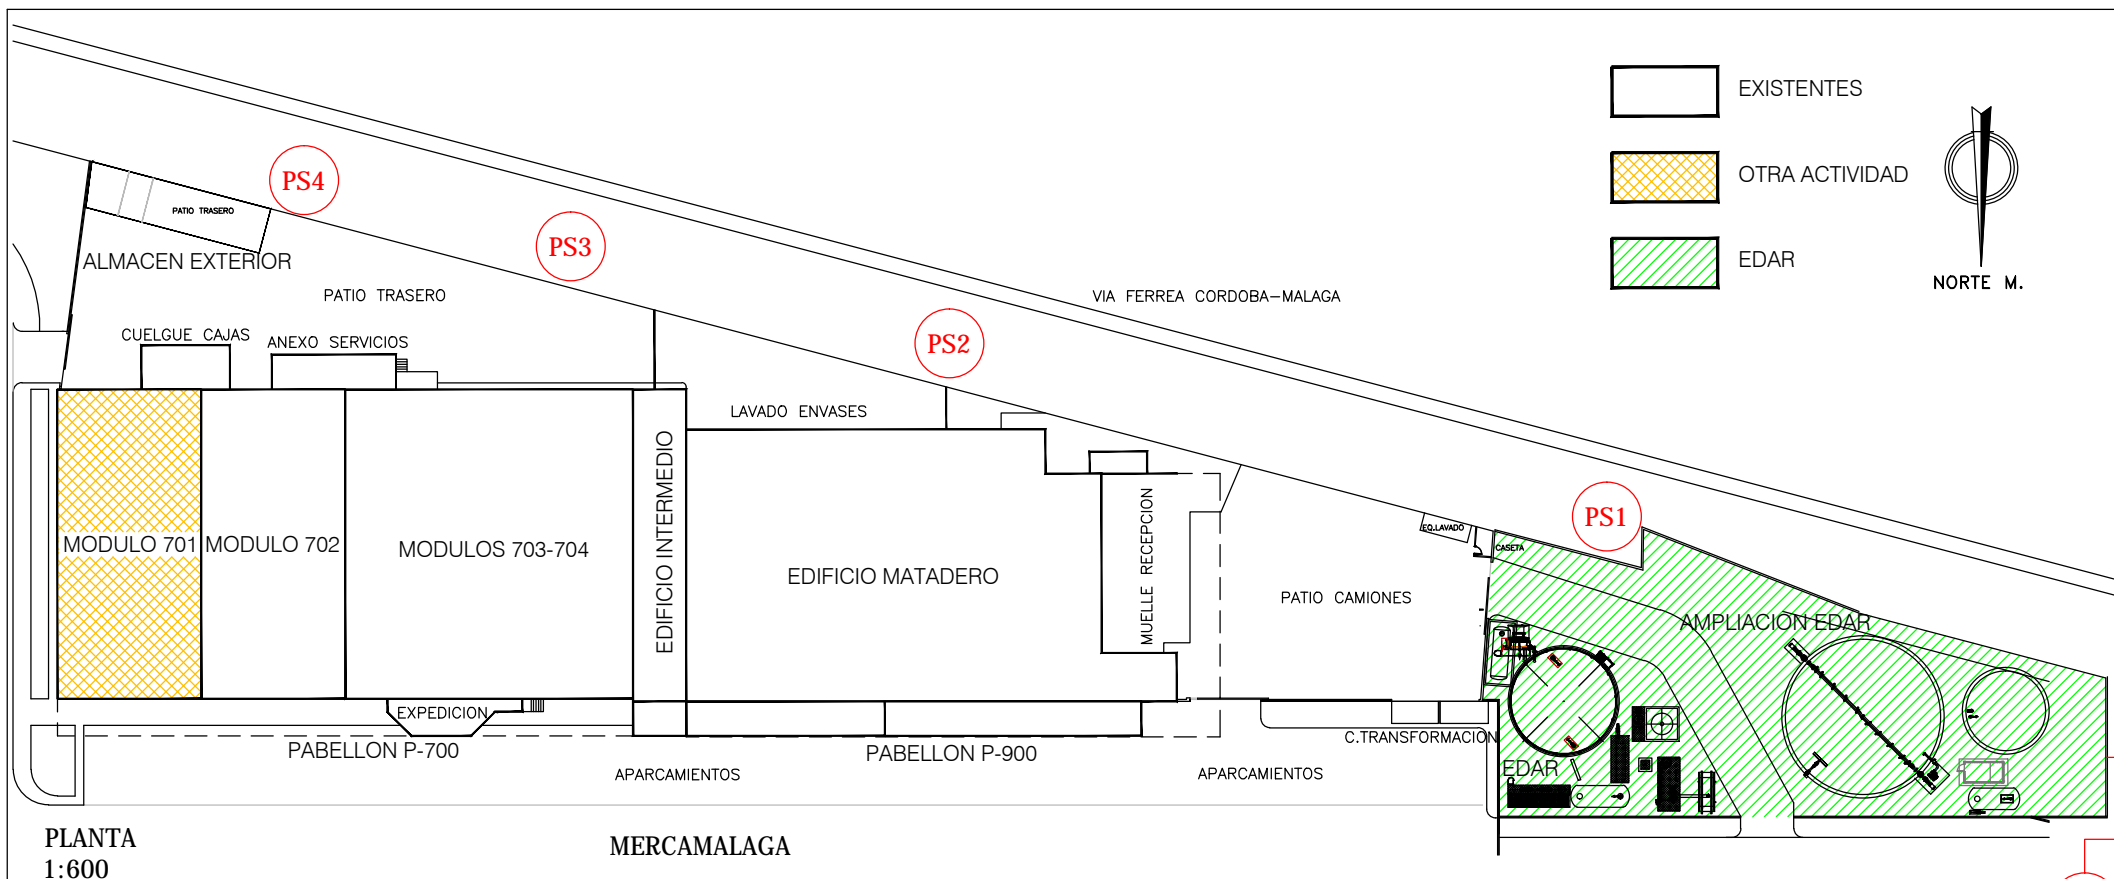 EXISTENTES
OTRA ACTIVIDAD
EDAR
NORTE M.
PS4
PS3
PS2
PS1
PATIO TRASERO
ALMACEN EXTERIOR
PATIO TRASERO
VIA FERREA CORDOBA-MALAGA
CUELGUE CAJAS
ANEXO SERVICIOS
LAVADO ENVASES
EDIFICIO INTERMEDIO
MUELLE RECEPCION
EQ.LAVADO
CASETA
MODULO 701
MODULO 702
MODULOS 703-704
EDIFICIO MATADERO
PATIO CAMIONES
AMPLIACION EDAR
EXPEDICION
PABELLON P-700
PABELLON P-900
C.TRANSFORMACION
EDAR
APARCAMIENTOS
APARCAMIENTOS
PLANTA
1:600
MERCAMALAGA